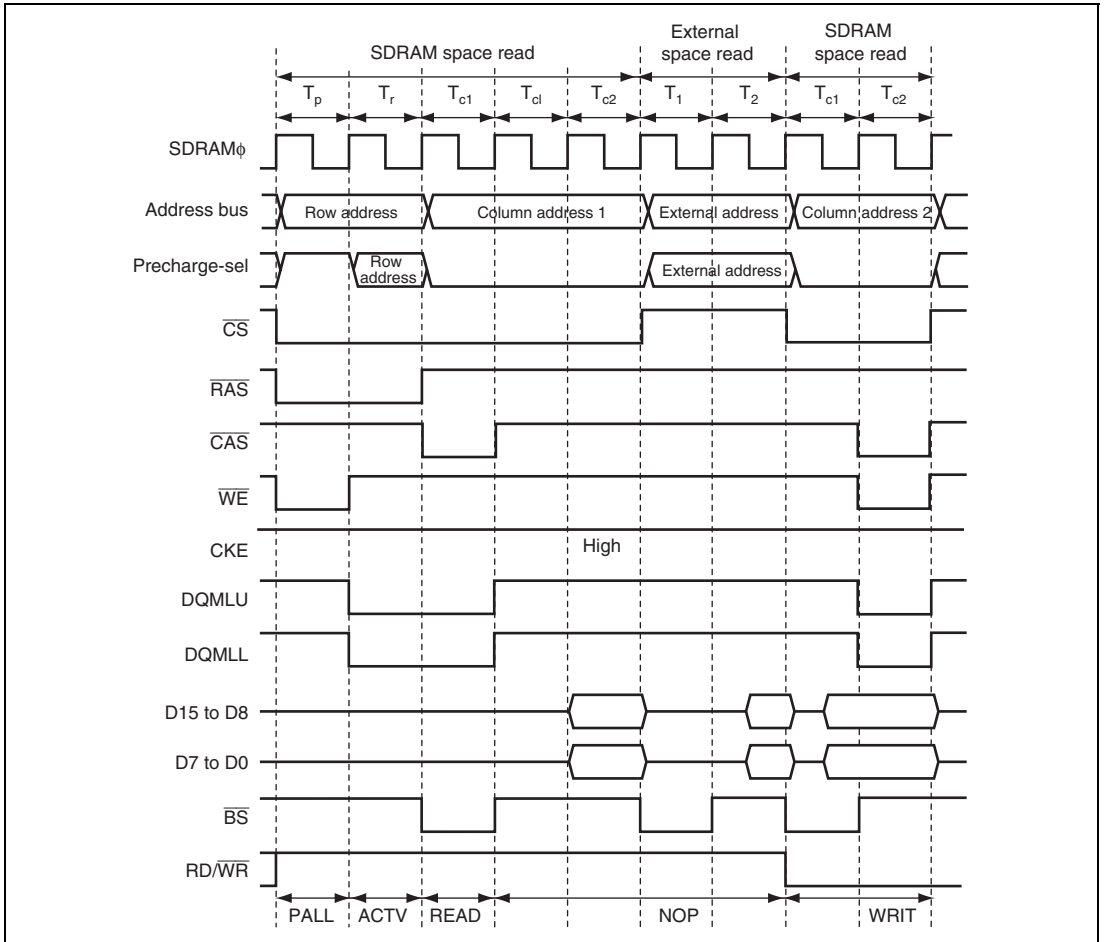 SDRAM space read
External
space read
SDRAM
space read
Tp Tr Tc1 Tcl Tc2 T1 T2 Tc1 Tc2
SDRAMφ
Address bus Row address Column address 1 External address Column address 2
Precharge-sel Row
address External address
CS
RAS
CAS
WE
CKE High
DQMLU
DQMLL
D15 to D8
D7 to D0
BS
RD/WR
PALL ACTV READ NOP WRIT